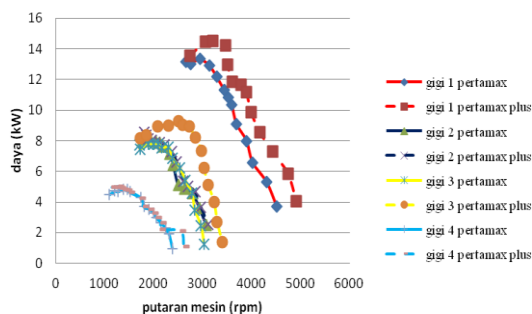 16
14
12
10
8
6
4
2
0
daya (kW)
0 1000 2000 3000 4000 5000 6000
putaran mesin (rpm)
gigi 1 pertamax
gigi 1 pertamax plus
gigi 2 pertamax
gigi 2 pertamax plus
gigi 3 pertamax
gigi 3 pertamax plus
gigi 4 pertamax
gigi 4 pertamax plus